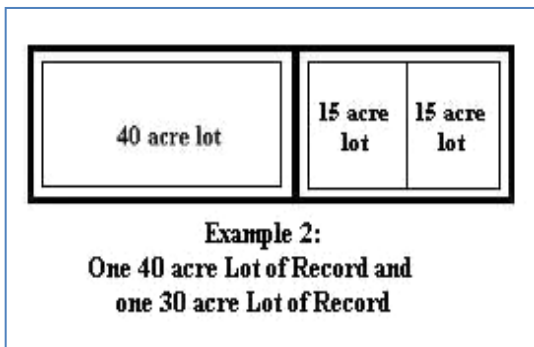 40 acre lot
15 acre
lot
15 acre
lot
Example 2:
One 40 acre Lot of Record and
one 30 acre Lot of Record